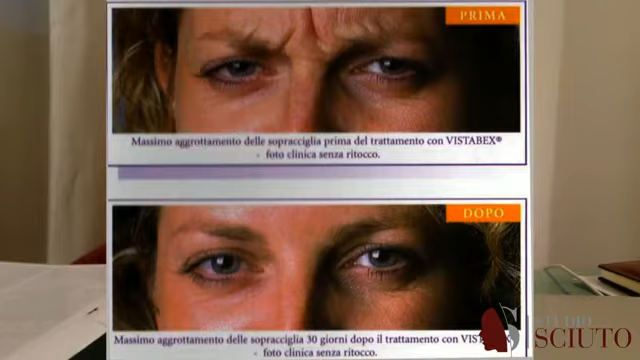 PRIMA
Massimo aggrottamento delle sopracciglia prima del trattamento con VISTABEX®
- foto clinica senza ritocco.
DOPO
Massimo aggrottamento delle sopracciglia 30 giorni dopo il trattamento con
- foto clinica senza ritocco.
STUDIO
SCIUTO